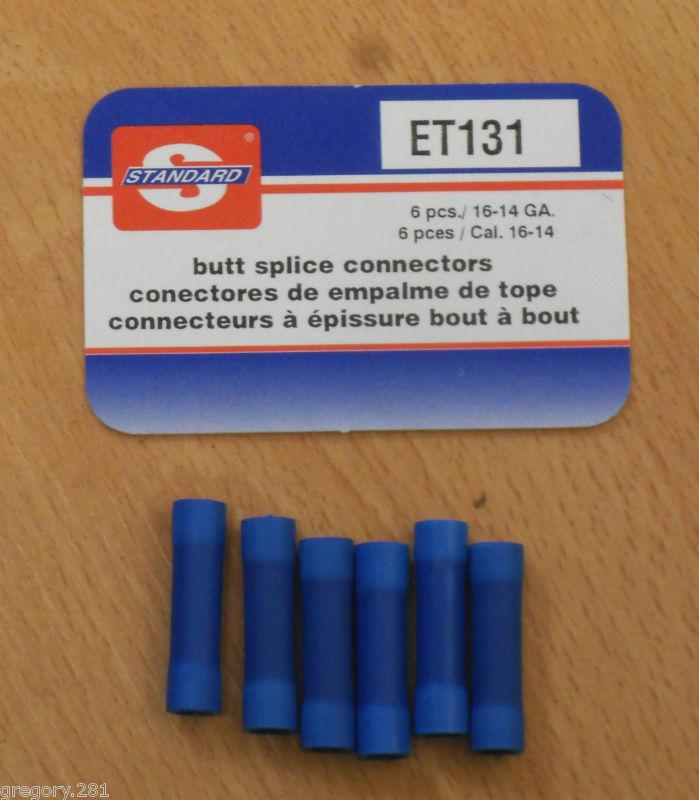 ET131
S
STANDARD
®
6 pcs./ 16-14 GA.
6 pces / Cal. 16-14
butt splice connectors
conectores de empalme de tope
connecteurs à épissure bout à bout
gregory.281